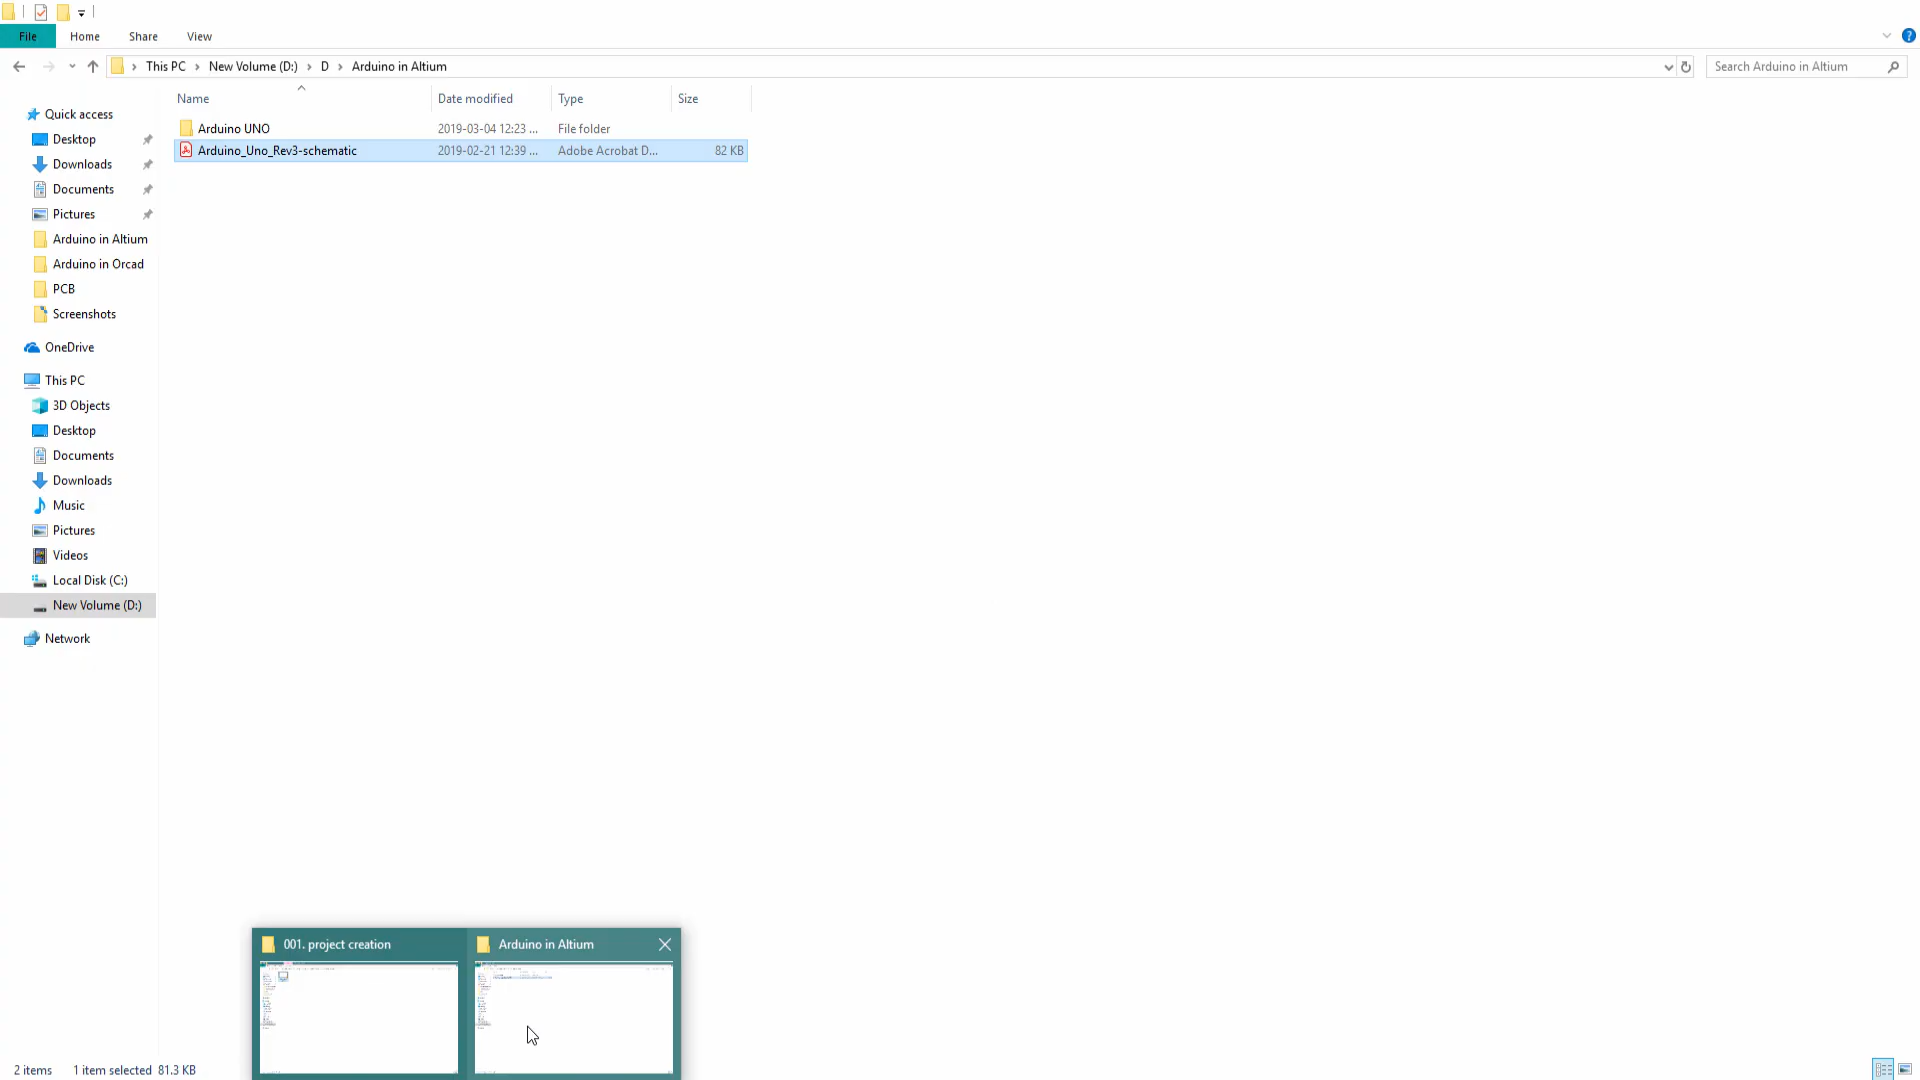 File Home Share View
This PC New Volume (D:) D Arduino in Altium
Search Arduino in Altium
Name Date modified Type Size
Arduino UNO 2019-03-04 12:23 ... File folder
Arduino_Uno_Rev3-schematic 2019-02-21 12:39 ... Adobe Acrobat D... 82 KB
Quick access
Desktop
Downloads
Documents
Pictures
Arduino in Altium
Arduino in Orcad
PCB
Screenshots
OneDrive
This PC
3D Objects
Desktop
Documents
Downloads
Music
Pictures
Videos
Local Disk (C:)
New Volume (D:)
Network
001. project creation
Arduino in Altium
2 items 1 item selected 81.3 KB